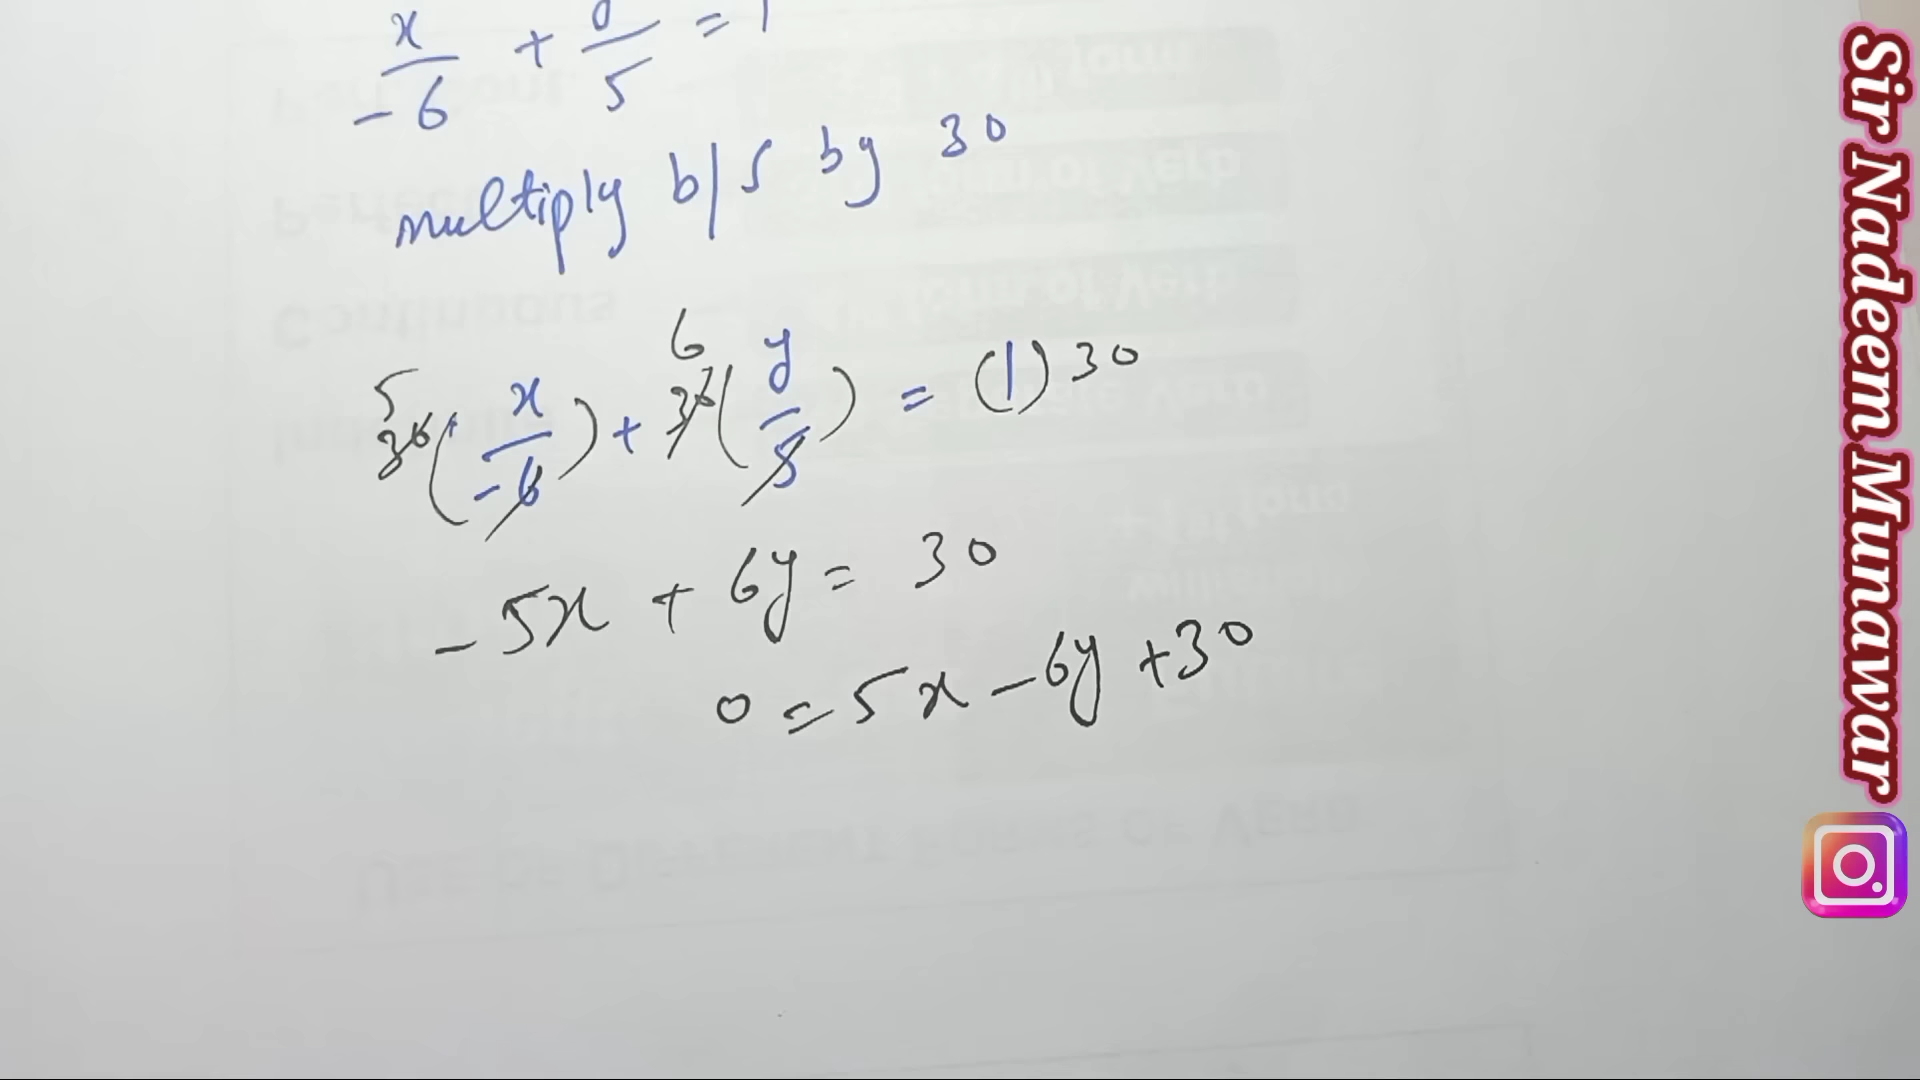 x/-6 + y/5 = 1
multiply b/s by 30
5 6
30(x/-6) + 30(y/5) = (1)30
-5x + 6y = 30
0 = 5x - 6y + 30
Sir Nadeem Munawar